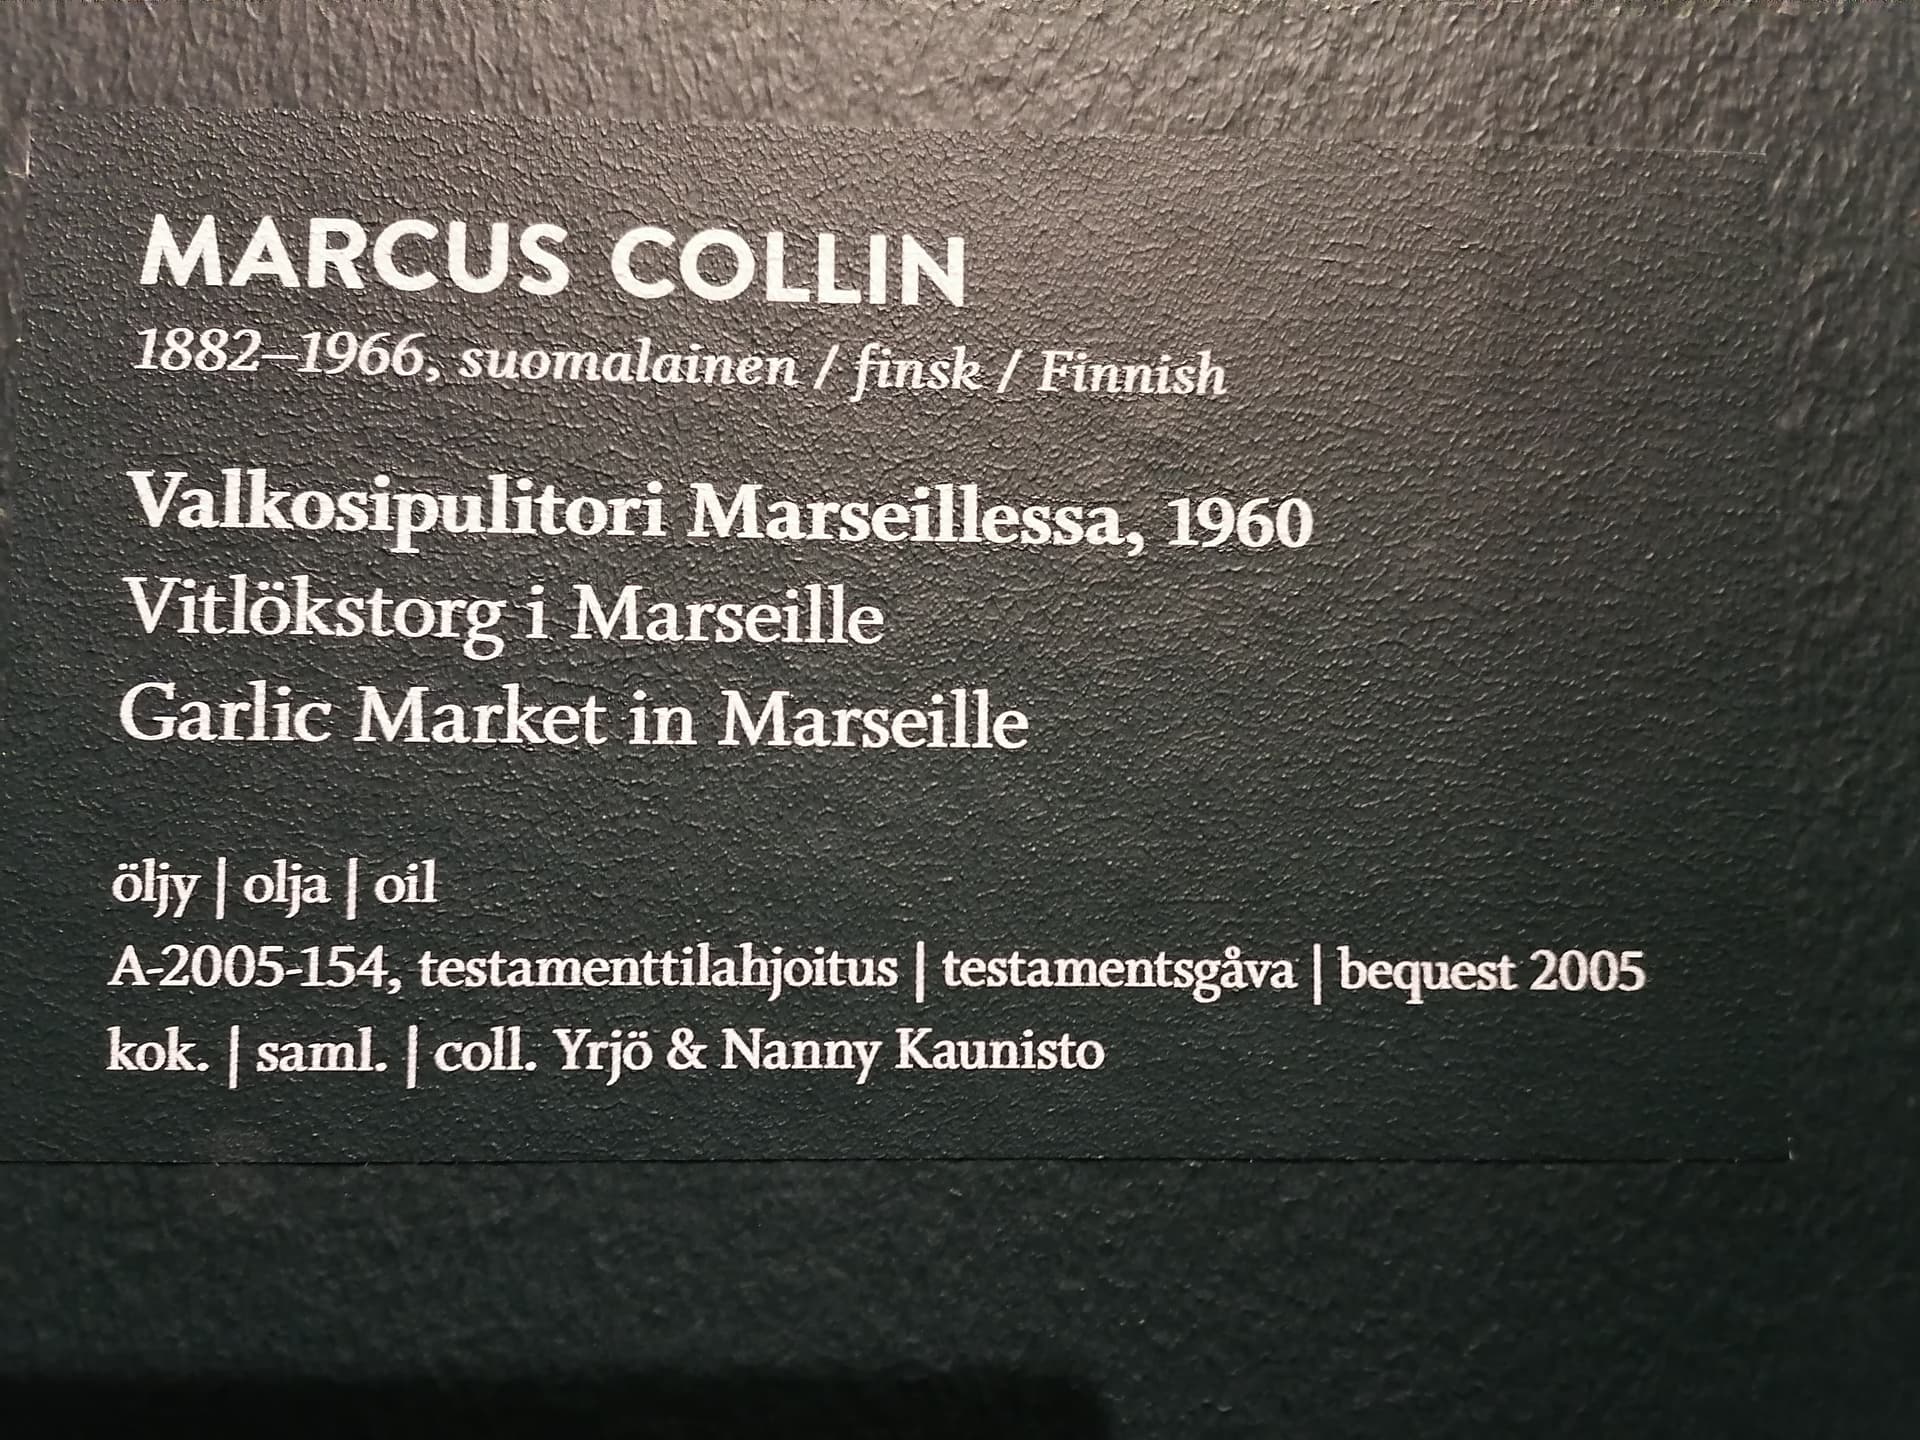 MARCUS COLLIN
1882–1966, suomalainen / finsk / Finnish
Valkosipulitori Marseillessa, 1960
Vitlökstorg i Marseille
Garlic Market in Marseille
öljy | olja | oil
A-2005-154, testamenttilahjoitus | testamentsgåva | bequest 2005
kok. | saml. | coll. Yrjö & Nanny Kaunisto